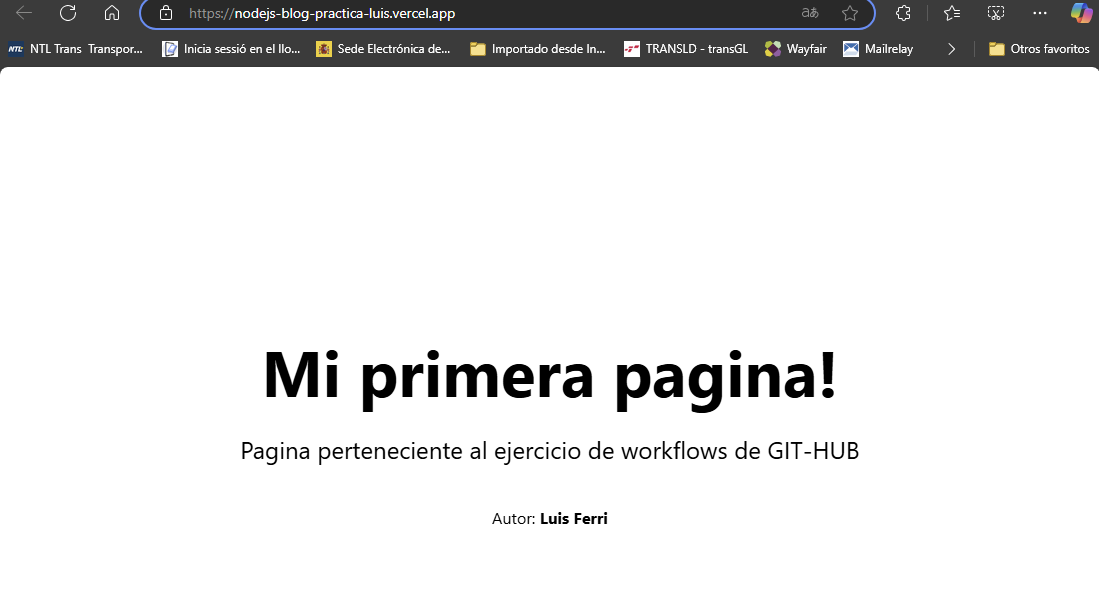 https://nodejs-blog-practica-luis.vercel.app
NTL NTL Trans Transpor... Inicia sessió en el llo... Sede Electrónica de... Importado desde In... TRANSLD - transGL Wayfair Mailrelay Otros favoritos
Mi primera pagina!
Pagina perteneciente al ejercicio de workflows de GIT-HUB
Autor: Luis Ferri